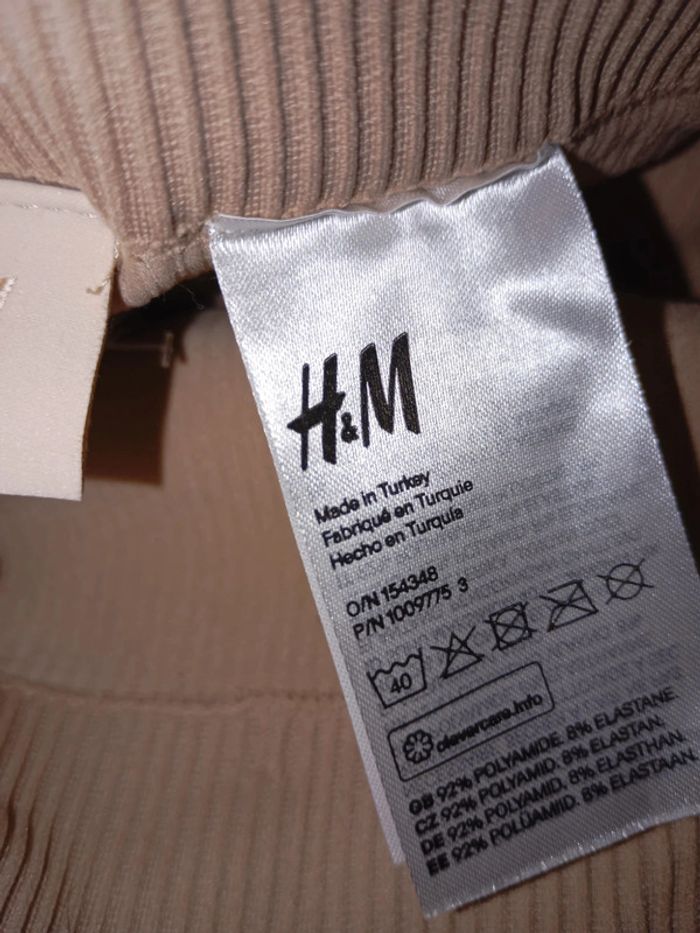 H&M
Made in Turkey
Fabriqué en Turquie
Hecho en Turquía
O/N 154348
P/N 1009775 3
40
clevercare.info
GB 92% POLYAMIDE. 8% ELASTANE.
CZ 92% POLYAMID. 8% ELASTAN.
DE 92% POLYAMID. 8% ELASTHAN.
EE 92% POLÜAMIID. 8% ELASTAAN.